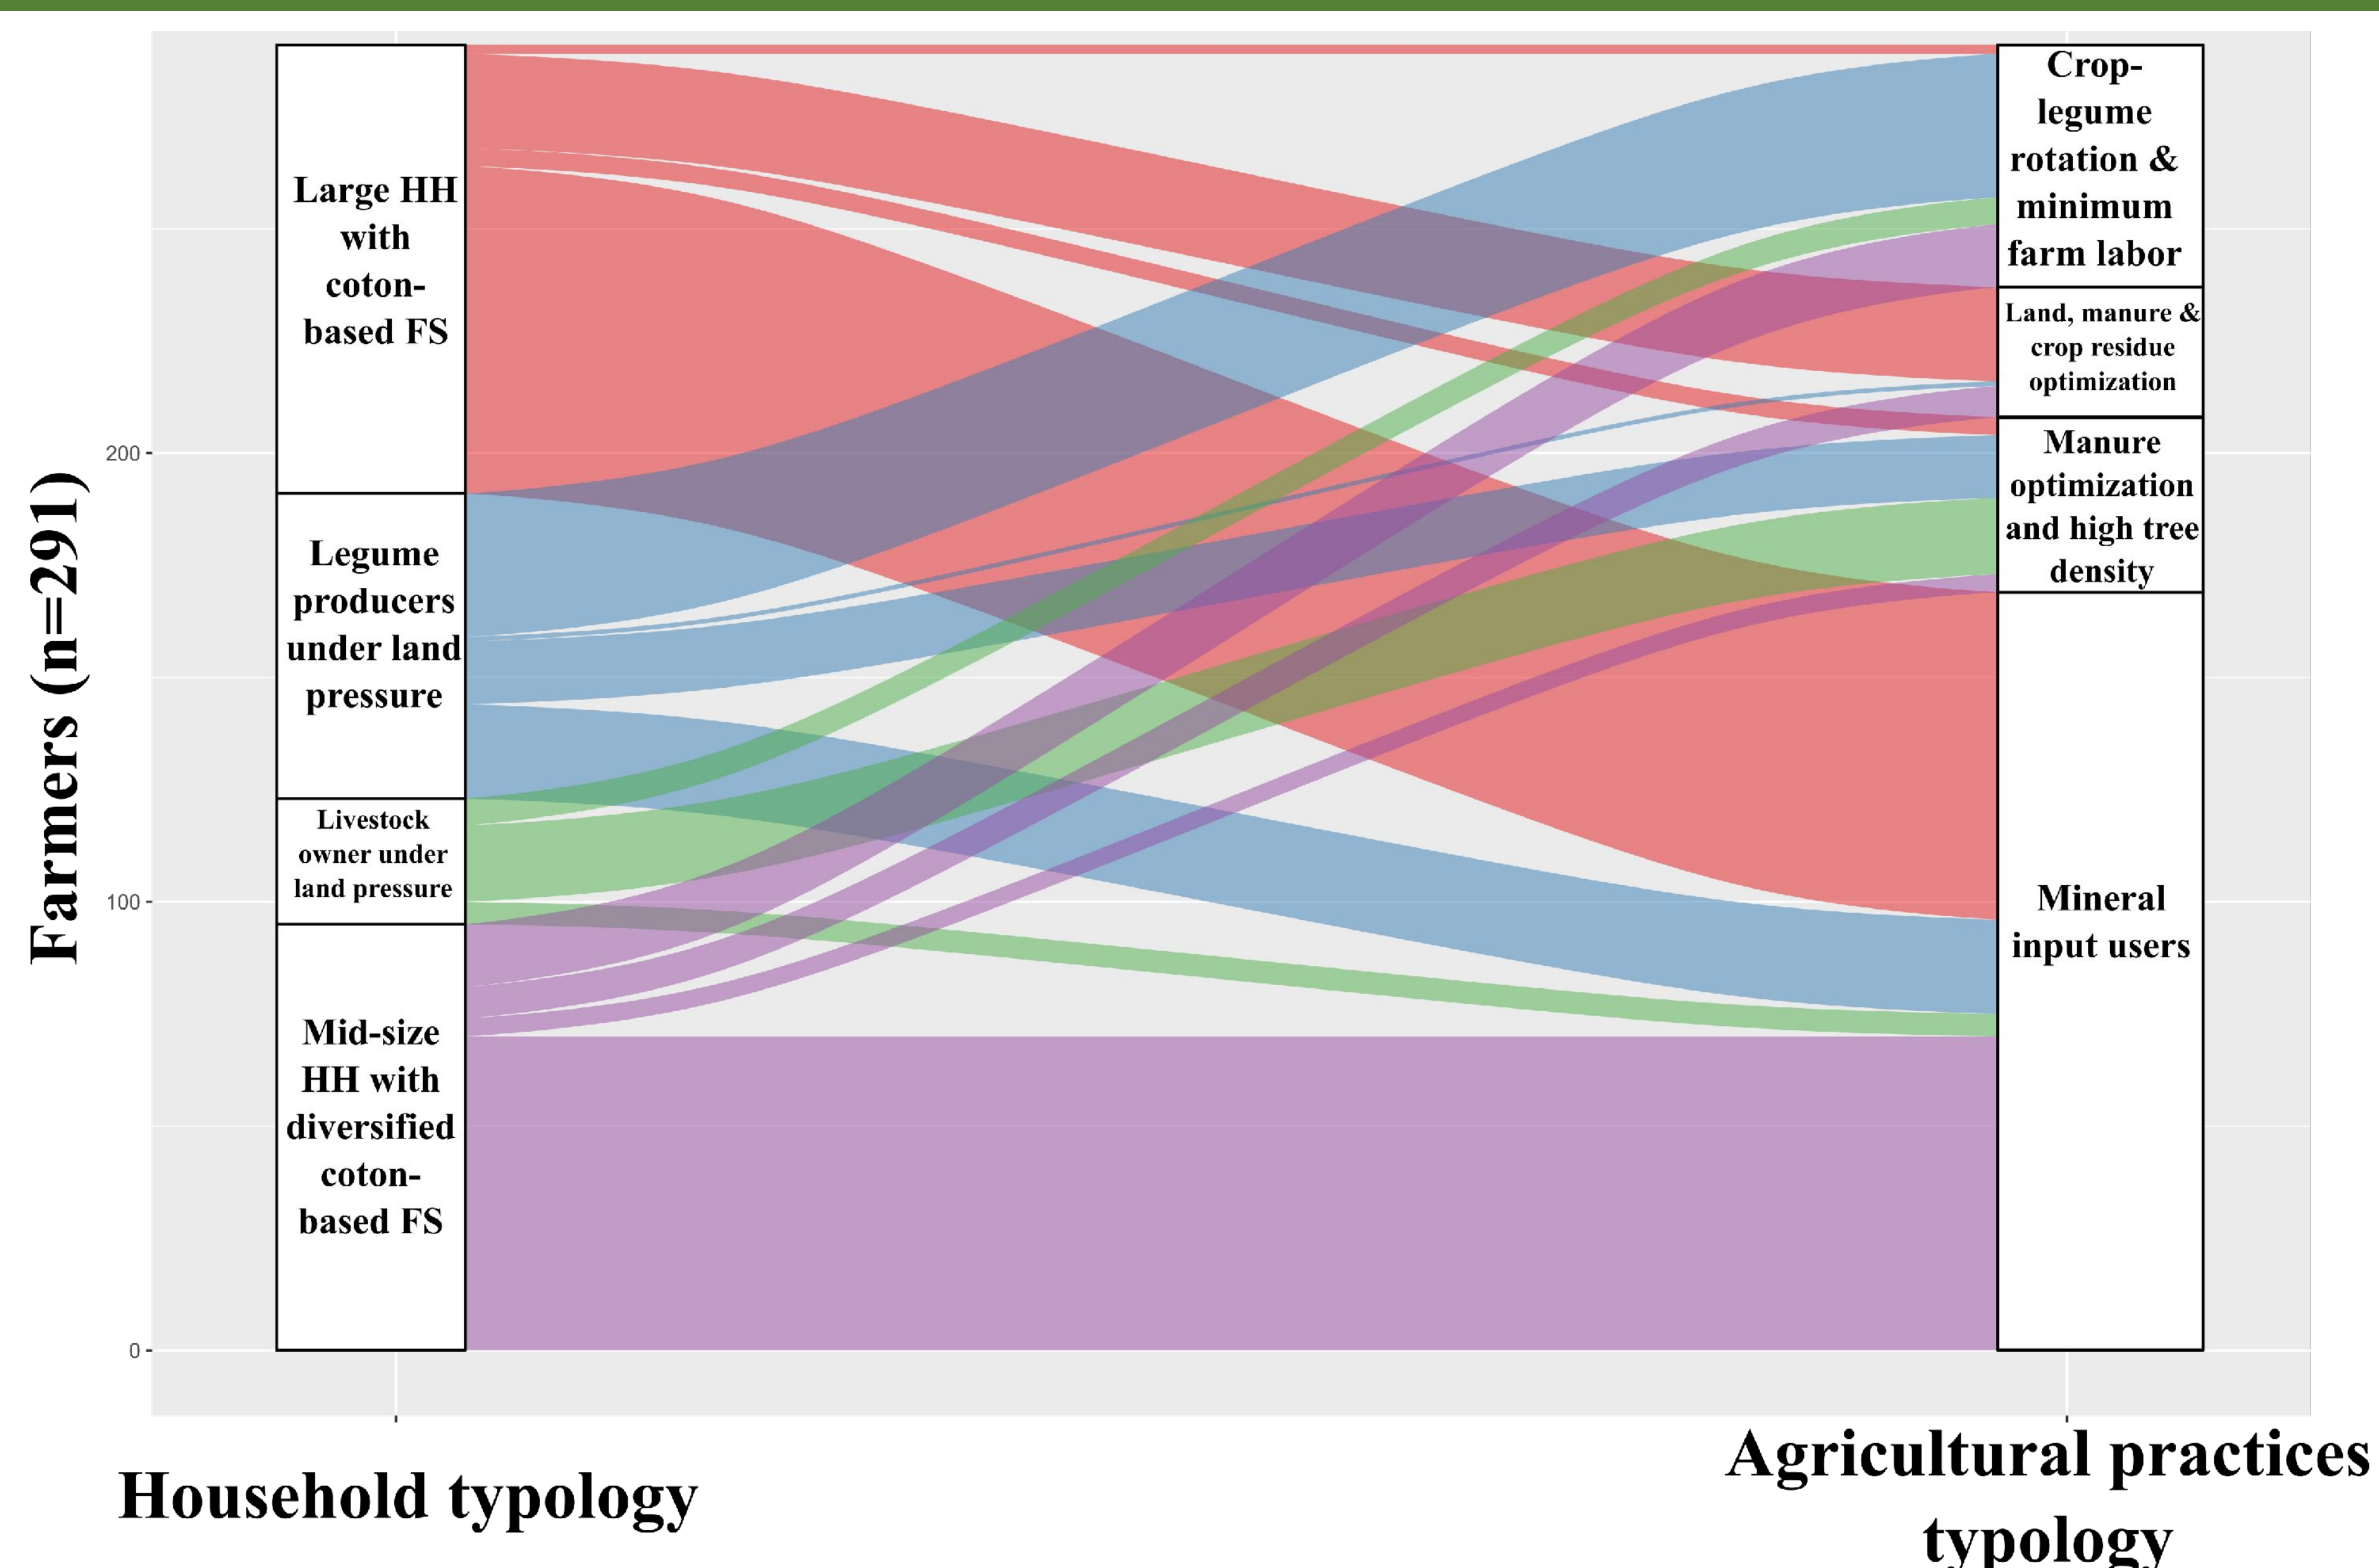 Farmers (n=291)
200
100
0
Large HH
with
coton-
based FS
Legume
producers
under land
pressure
Livestock
owner under
land pressure
Mid-size
HH with
diversified
coton-
based FS
Crop-
legume
rotation &
minimum
farm labor
Land, manure &
crop residue
optimization
Manure
optimization
and high tree
density
Mineral
input users
Household typology
Agricultural practices
typology